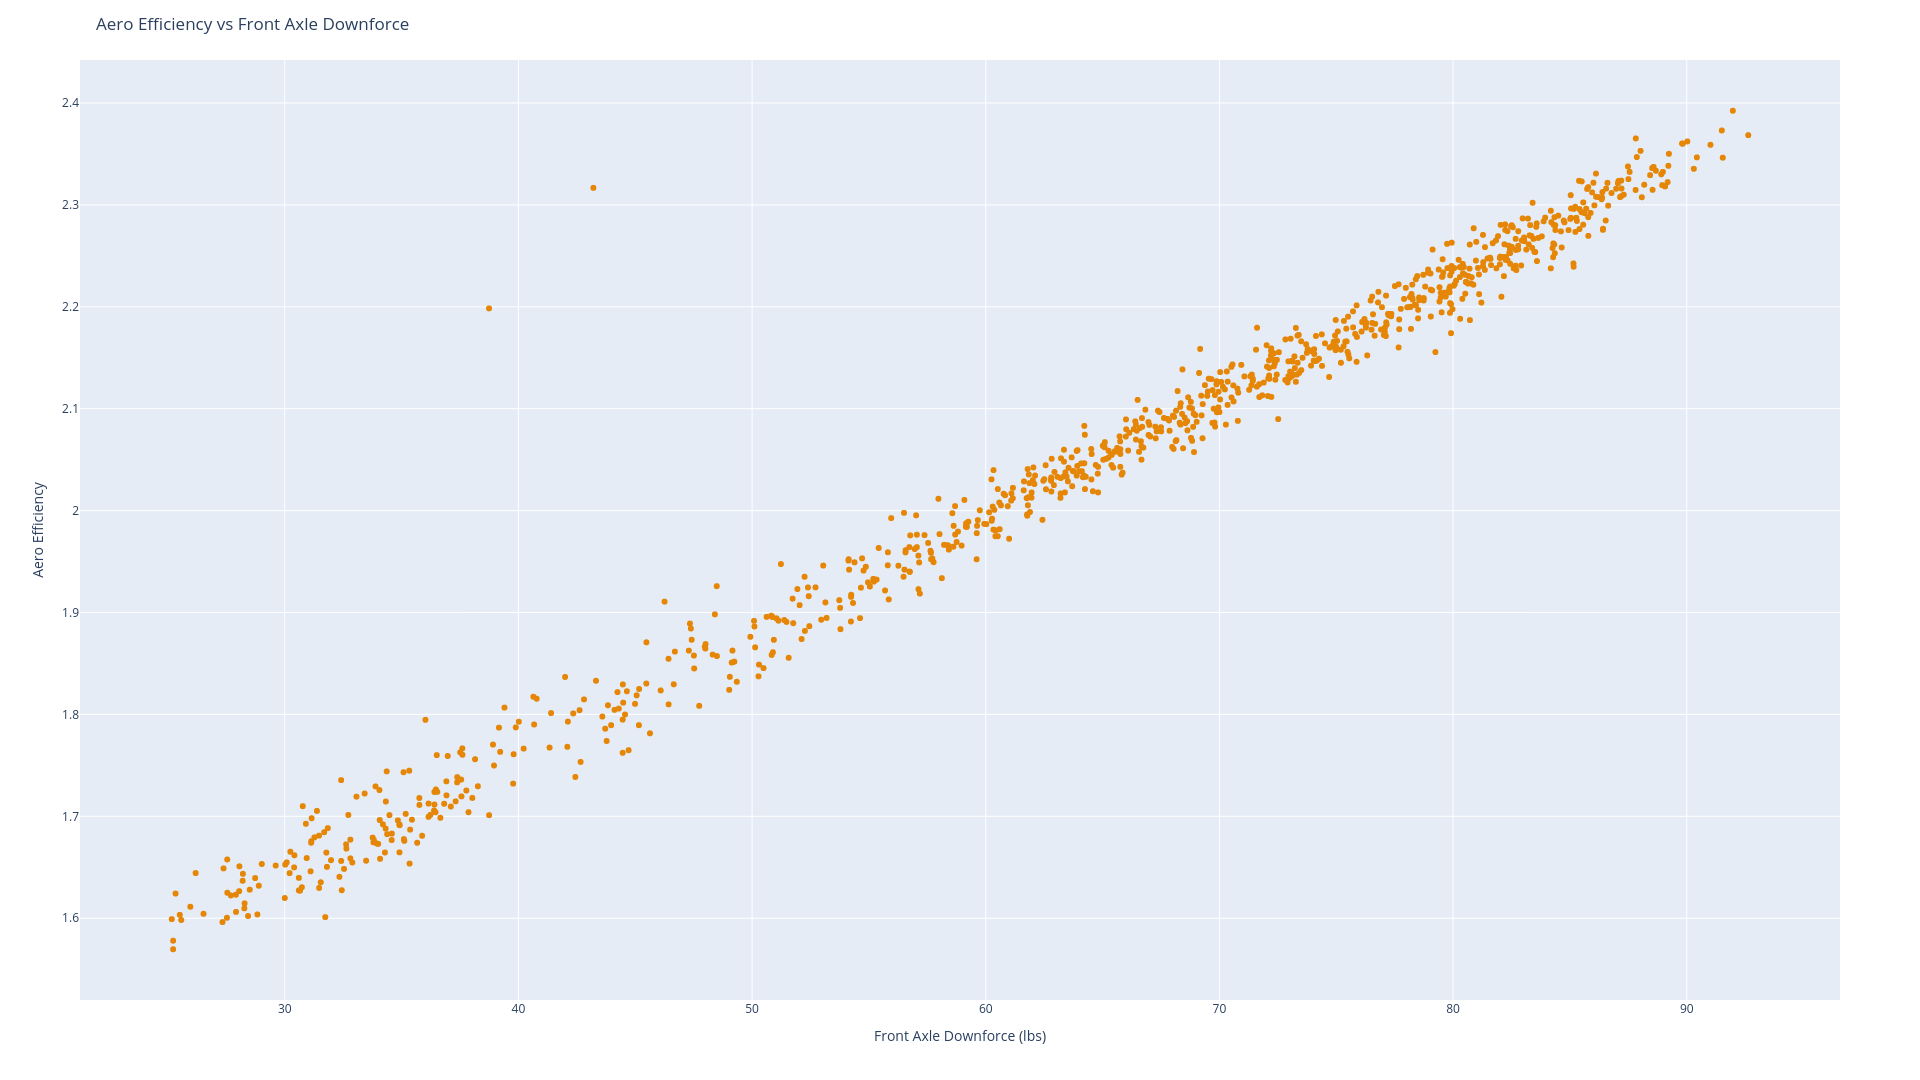 Aero Efficiency vs Front Axle Downforce
2.4
2.3
2.2
2.1
2
1.9
1.8
1.7
1.6
Aero Efficiency
30 40 50 60 70 80 90
Front Axle Downforce (lbs)